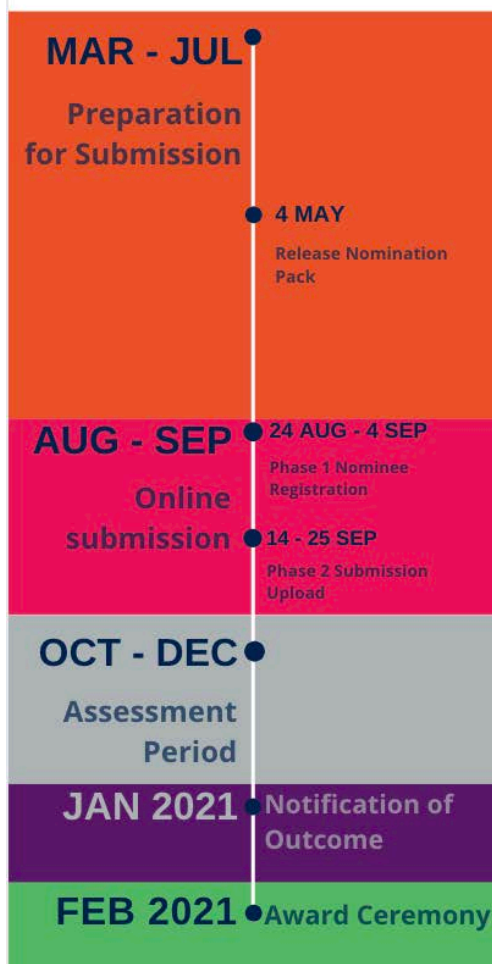 MAR - JUL
Preparation
for Submission
4 MAY
Release Nomination
Pack
AUG - SEP
24 AUG - 4 SEP
Phase 1 Nominee
Registration
Online
submission
14 - 25 SEP
Phase 2 Submission
Upload
OCT - DEC
Assessment
Period
JAN 2021
Notification of
Outcome
FEB 2021
Award Ceremony